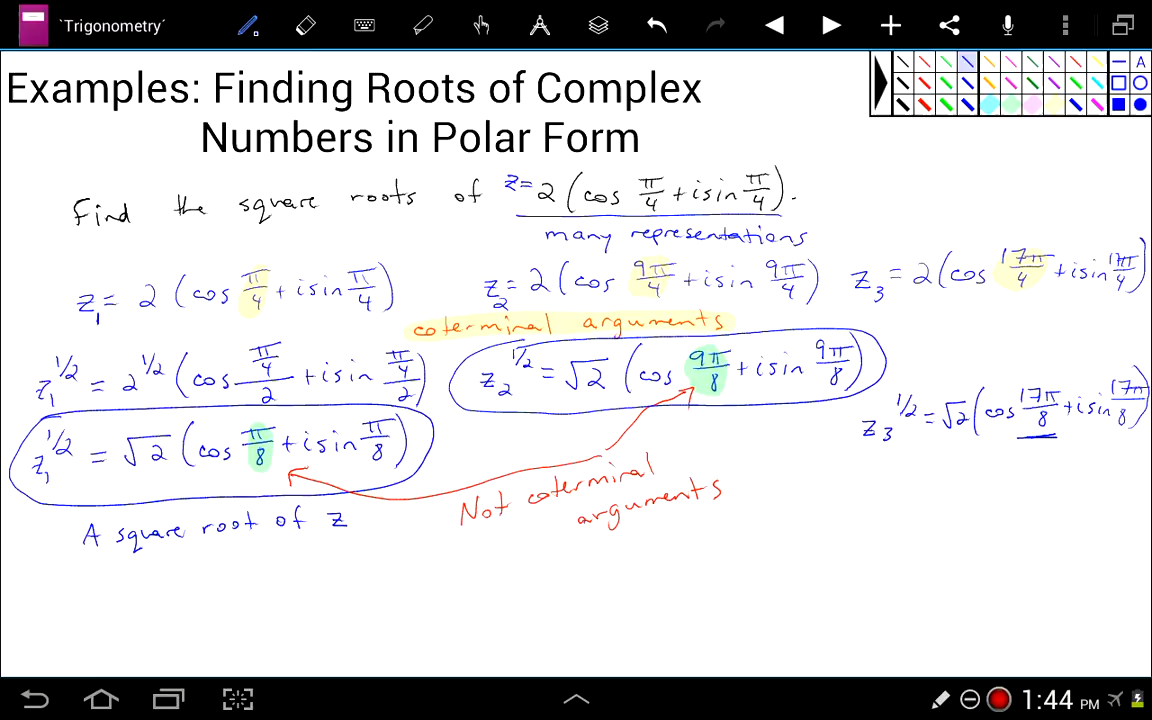 `Trigonometry´
A
Examples: Finding Roots of Complex
Numbers in Polar Form
Find the square roots of z= 2 (cos π/4 + i sin π/4).
many representations
z₁ = 2 (cos π/4 + i sin π/4)
z₂ = 2 (cos 9π/4 + i sin 9π/4)
z₃ = 2 (cos 17π/4 + i sin 17π/4)
coterminal arguments
z₁^1/2 = 2^1/2 (cos (π/4)/2 + i sin (π/4)/2)
z₂^1/2 = √2 (cos 9π/8 + i sin 9π/8)
z₃^1/2 = √2 (cos 17π/8 + i sin 17π/8)
z₁^1/2 = √2 (cos π/8 + i sin π/8)
Not coterminal
arguments
A square root of z
1:44 PM